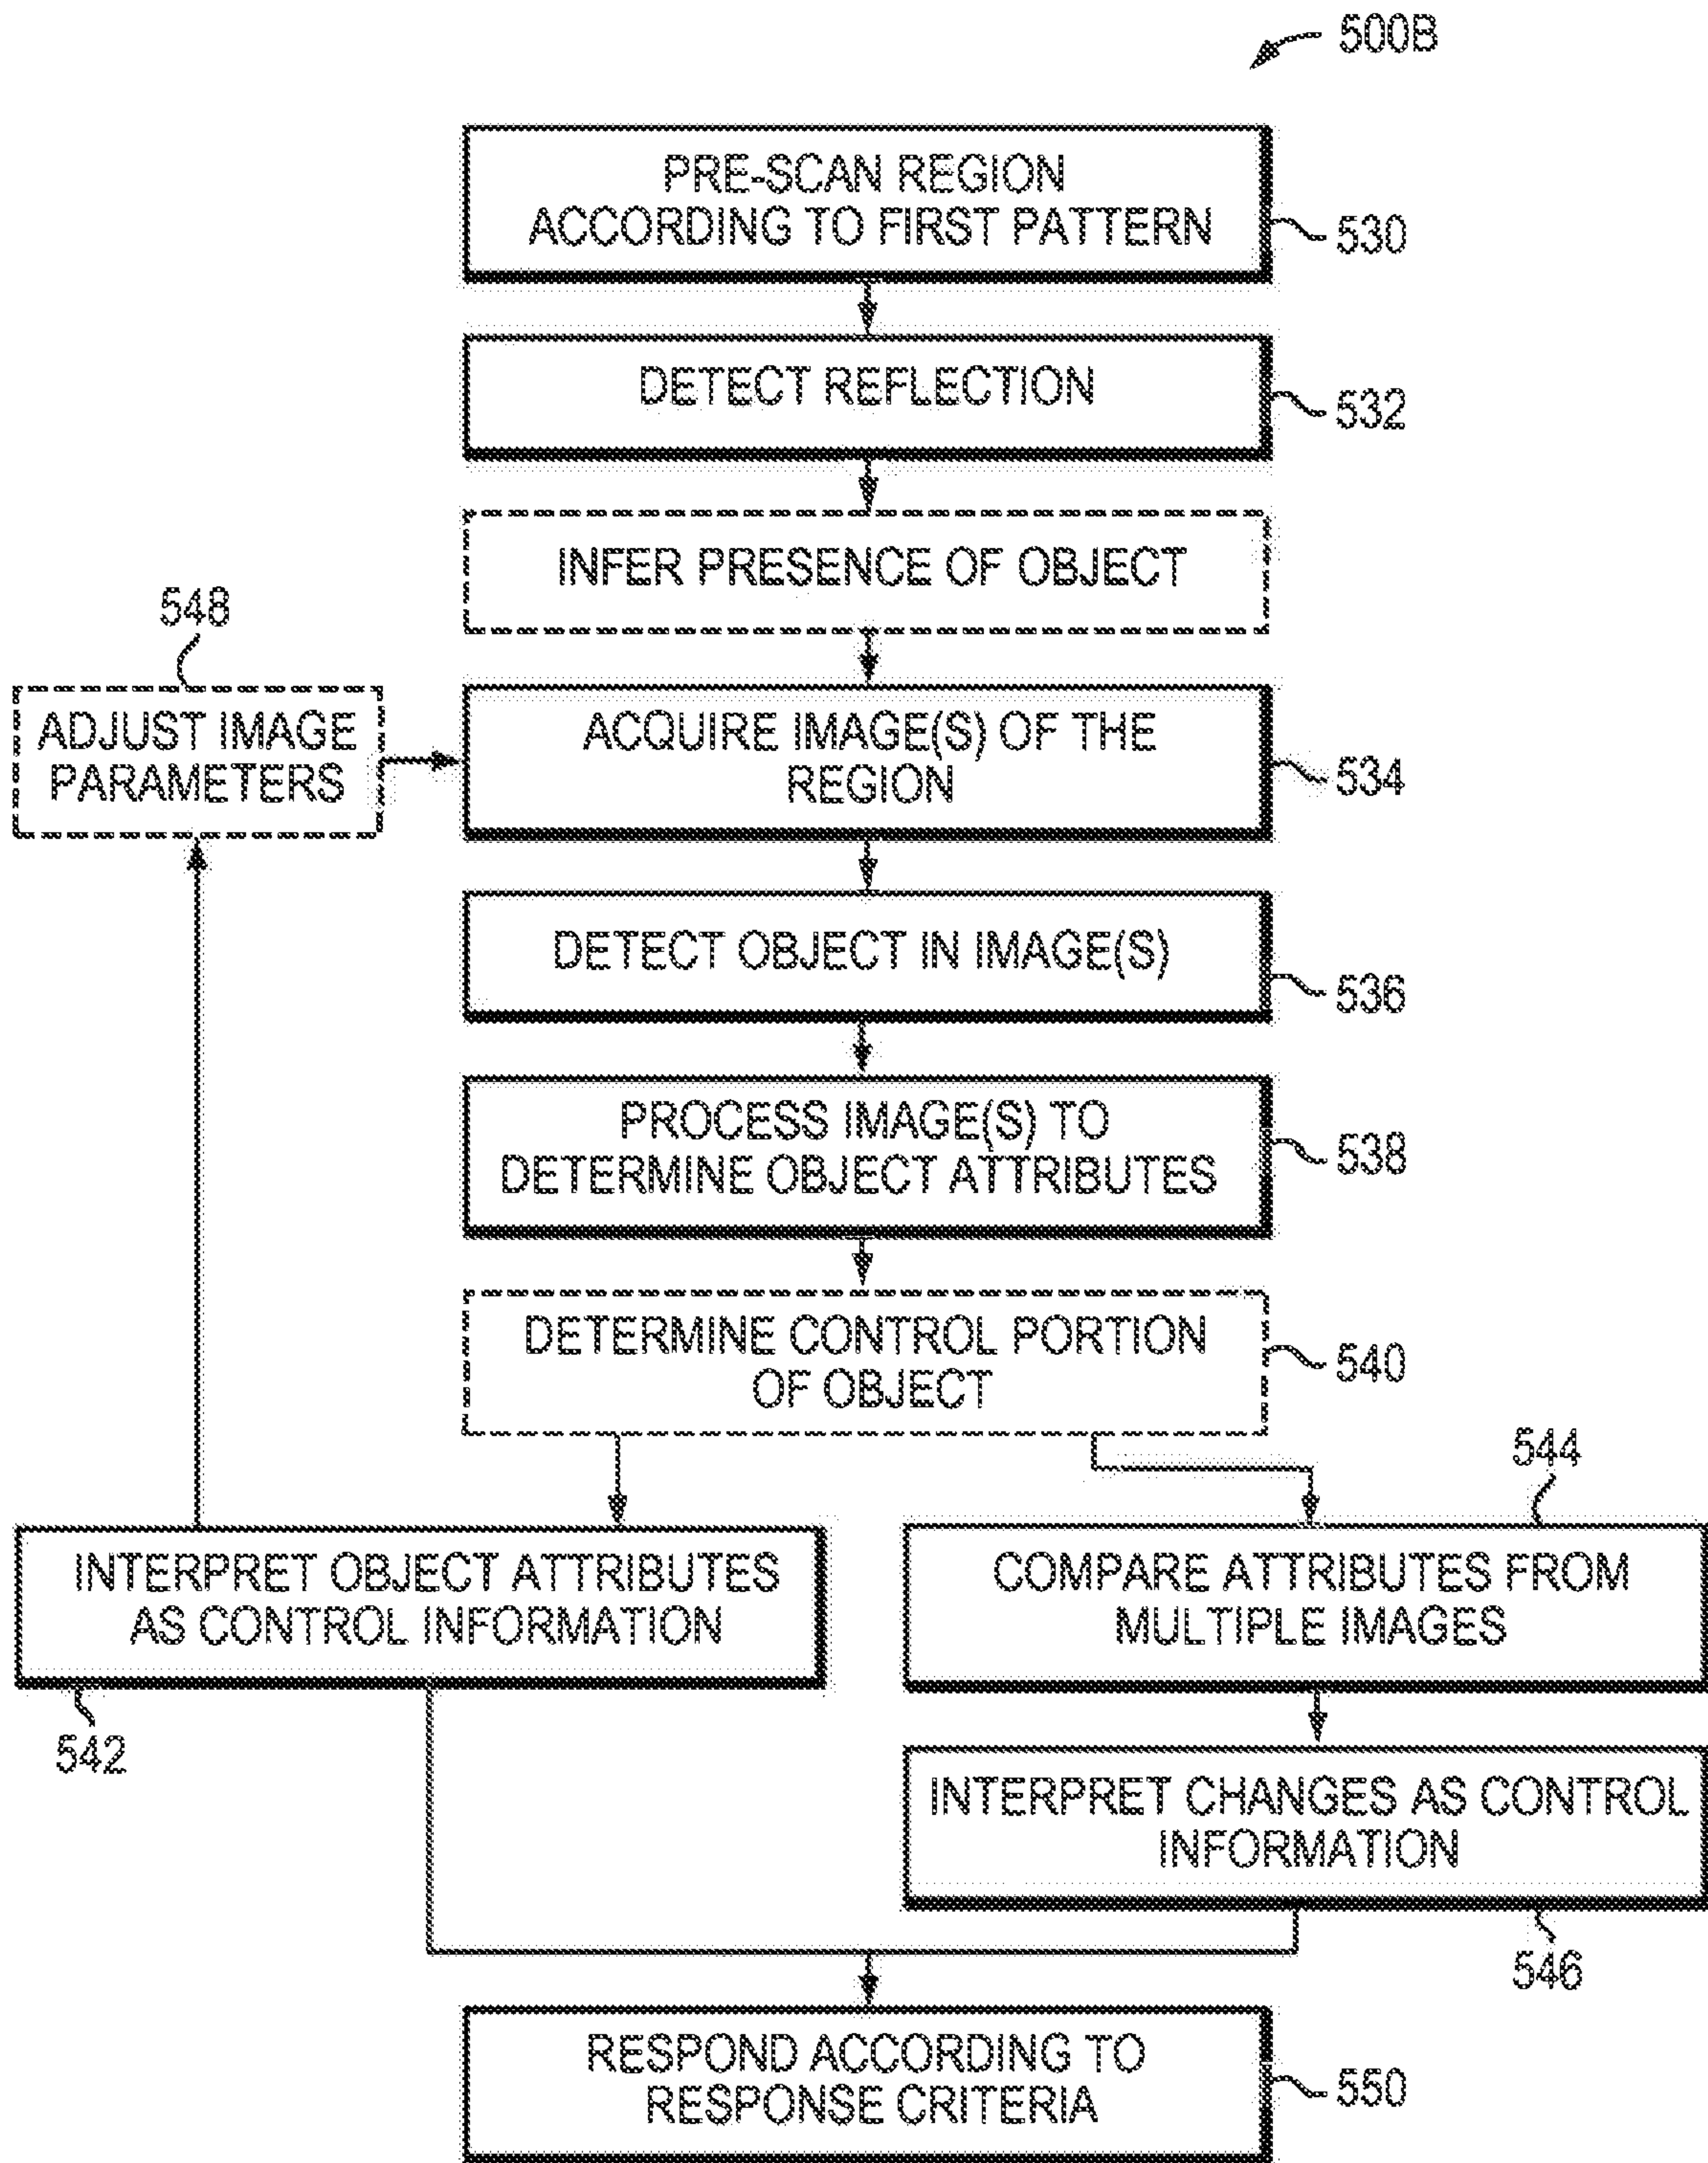 500B
PRE-SCAN REGION
ACCORDING TO FIRST PATTERN
530
DETECT REFLECTION
532
INFER PRESENCE OF OBJECT
548
ADJUST IMAGE
PARAMETERS
ACQUIRE IMAGE(S) OF THE
REGION
534
DETECT OBJECT IN IMAGE(S)
536
PROCESS IMAGE(S) TO
DETERMINE OBJECT ATTRIBUTES
538
DETERMINE CONTROL PORTION
OF OBJECT
540
544
INTERPRET OBJECT ATTRIBUTES
AS CONTROL INFORMATION
542
COMPARE ATTRIBUTES FROM
MULTIPLE IMAGES
INTERPRET CHANGES AS CONTROL
INFORMATION
546
RESPOND ACCORDING TO
RESPONSE CRITERIA
550